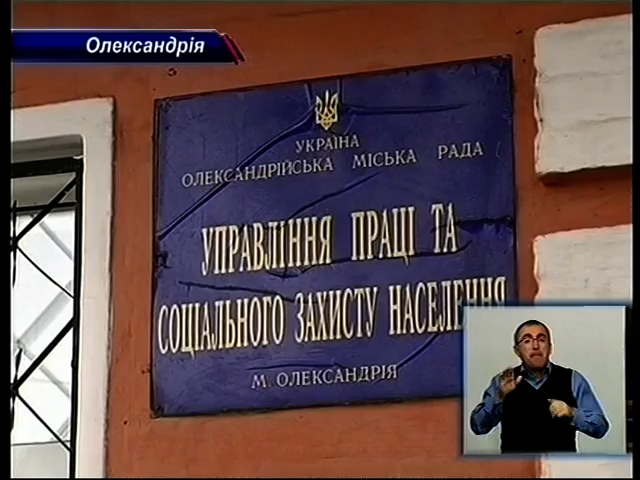 Олександрія
УКРАЇНА
ОЛЕКСАНДРІЙСЬКА МІСЬКА РАДА
УПРАВЛІННЯ ПРАЦІ ТА
СОЦІАЛЬНОГО ЗАХИСТУ НАСЕЛЕННЯ
М. ОЛЕКСАНДРІЯ